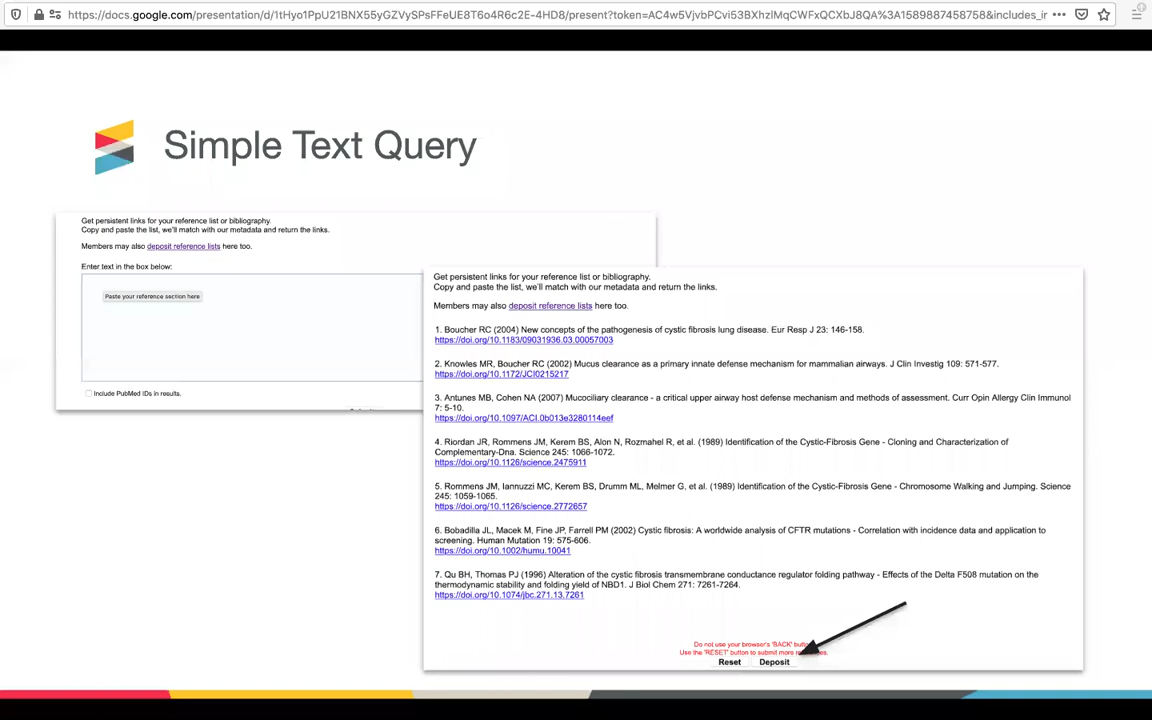 https://docs.google.com/presentation/d/1tHyo1PpU21BNX55yGZVySPsFFeUE8T6o4R6c2E-4HD8/present?token=AC4w5VjvbPCvi53BXhzlMqCWFxQCXbJ8QA%3A1589887458758&includes_ir
Simple Text Query
Get persistent links for your reference list or bibliography.
Copy and paste the list, we'll match with our metadata and return the links.
Members may also deposit reference lists here too.
Enter text in the box below:
Paste your reference section here
Include PubMed IDs in results.
Get persistent links for your reference list or bibliography.
Copy and paste the list, we'll match with our metadata and return the links.
Members may also deposit reference lists here too.
1. Boucher RC (2004) New concepts of the pathogenesis of cystic fibrosis lung disease. Eur Resp J 23: 146-158.
https://doi.org/10.1183/09031936.03.00057003
2. Knowles MR, Boucher RC (2002) Mucus clearance as a primary innate defense mechanism for mammalian airways. J Clin Investig 109: 571-577.
https://doi.org/10.1172/JCI0215217
3. Antunes MB, Cohen NA (2007) Mucociliary clearance - a critical upper airway host defense mechanism and methods of assessment. Curr Opin Allergy Clin Immunol
7: 5-10.
https://doi.org/10.1097/ACI.0b013e3280114eef
4. Riordan JR, Rommens JM, Kerem BS, Alon N, Rozmahel R, et al. (1989) Identification of the Cystic-Fibrosis Gene - Cloning and Characterization of
Complementary-Dna. Science 245: 1066-1072.
https://doi.org/10.1126/science.2475911
5. Rommens JM, Iannuzzi MC, Kerem BS, Drumm ML, Melmer G, et al. (1989) Identification of the Cystic-Fibrosis Gene - Chromosome Walking and Jumping. Science
245: 1059-1065.
https://doi.org/10.1126/science.2772657
6. Bobadilla JL, Macek M, Fine JP, Farrell PM (2002) Cystic fibrosis: A worldwide analysis of CFTR mutations - Correlation with incidence data and application to
screening. Human Mutation 19: 575-606.
https://doi.org/10.1002/humu.10041
7. Qu BH, Thomas PJ (1996) Alteration of the cystic fibrosis transmembrane conductance regulator folding pathway - Effects of the Delta F508 mutation on the
thermodynamic stability and folding yield of NBD1. J Biol Chem 271: 7261-7264.
https://doi.org/10.1074/jbc.271.13.7261
Do not use your browser's 'BACK' butto
Use the 'RESET' button to submit more
Reset Deposit